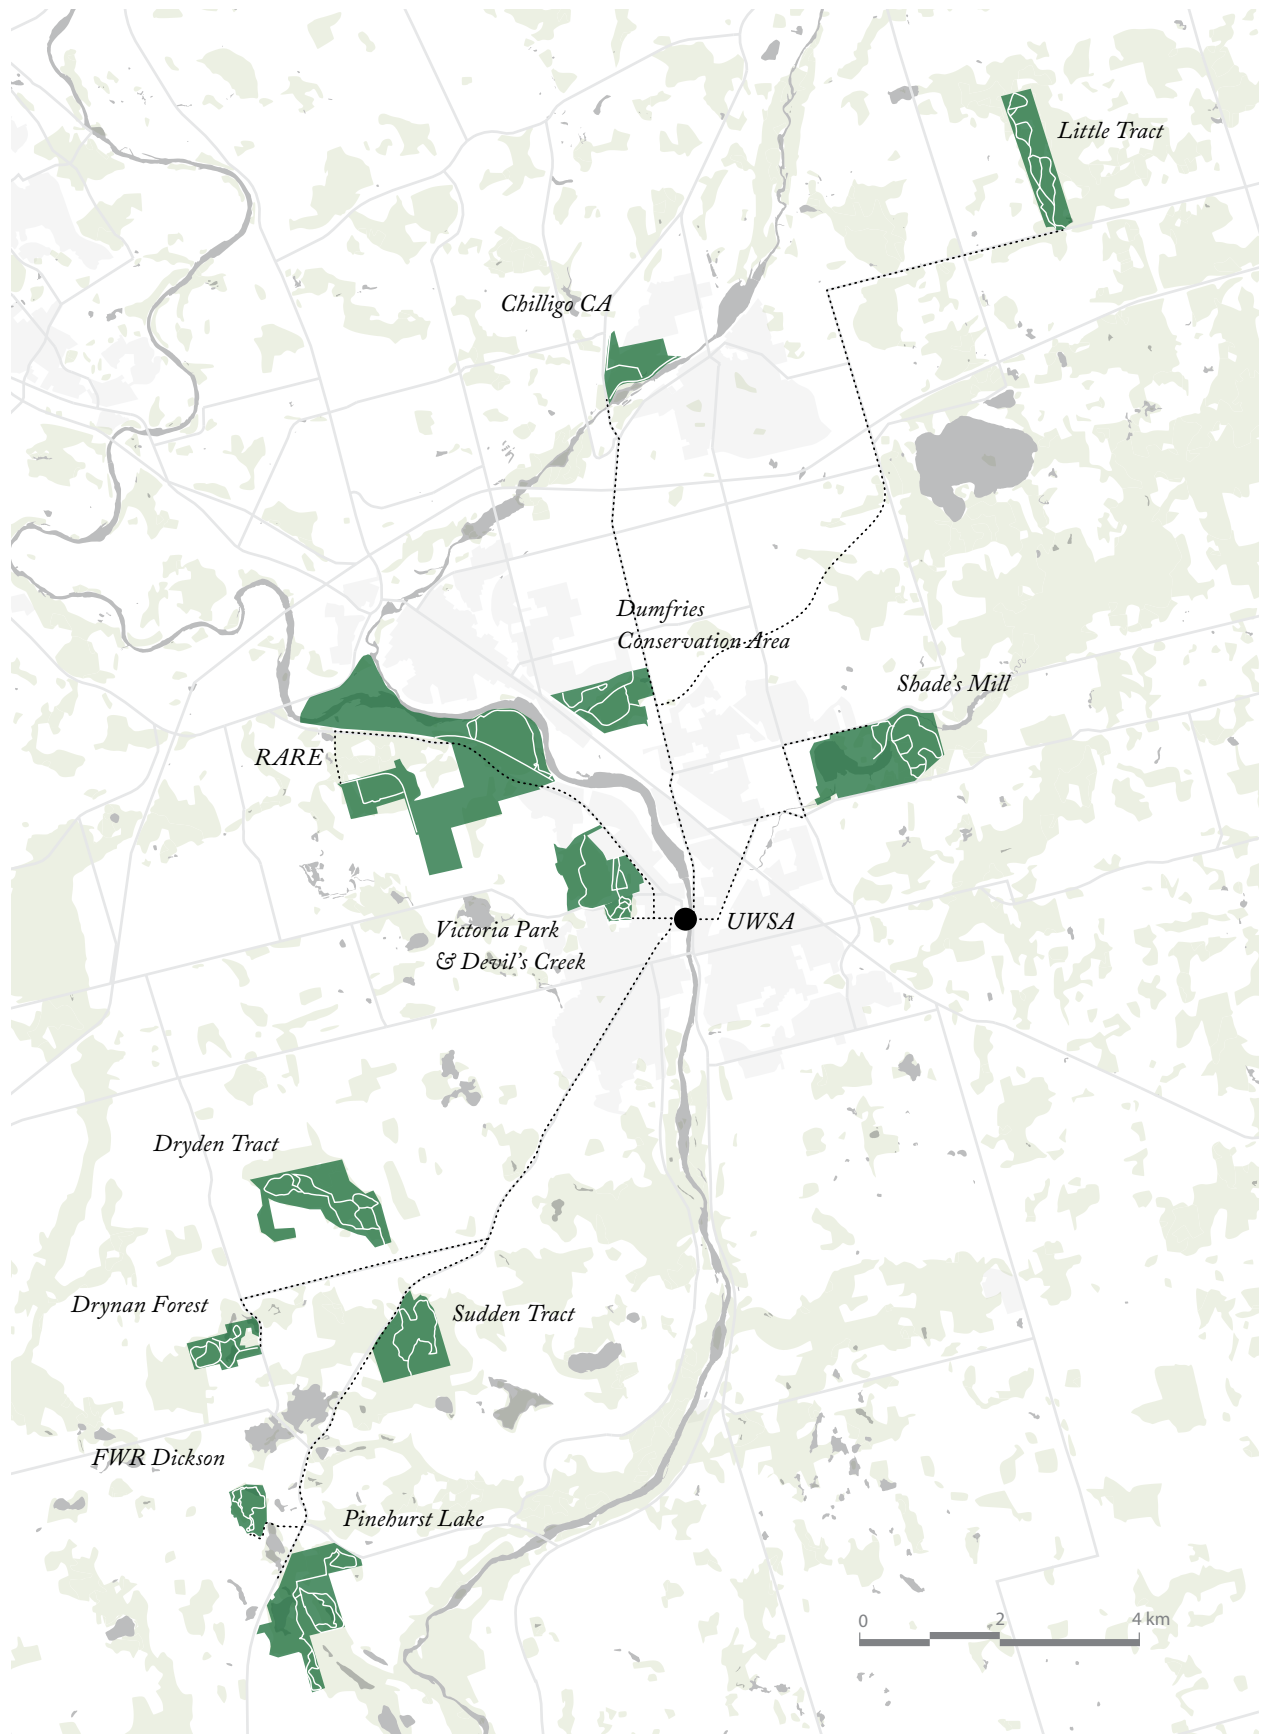 Little Tract
Chilligo CA
Dumfries
Conservation Area
Shade's Mill
RARE
UWSA
Victoria Park
& Devil's Creek
Dryden Tract
Drynan Forest
Sudden Tract
FWR Dickson
Pinehurst Lake
0 2 4 km